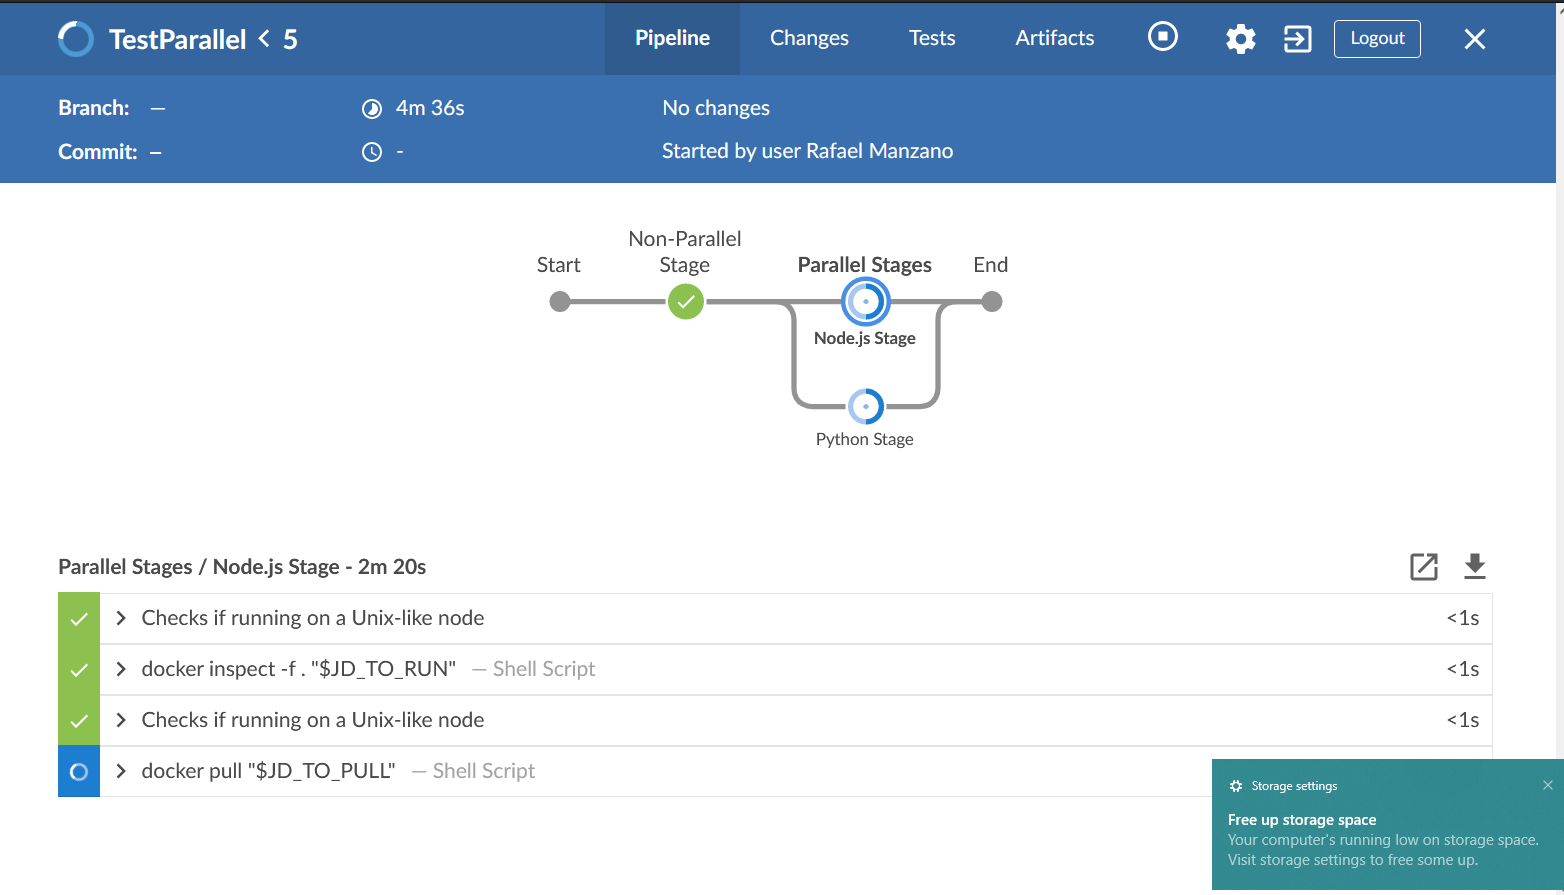 TestParallel < 5
Pipeline
Changes
Tests
Artifacts
Logout
Branch: —
4m 36s
No changes
Commit: —
-
Started by user Rafael Manzano
Non-Parallel
Start
Stage
Parallel Stages
End
Node.js Stage
Python Stage
Parallel Stages / Node.js Stage - 2m 20s
Checks if running on a Unix-like node
<1s
docker inspect -f . "$JD_TO_RUN" — Shell Script
<1s
Checks if running on a Unix-like node
<1s
docker pull "$JD_TO_PULL" — Shell Script
Storage settings
Free up storage space
Your computer's running low on storage space.
Visit storage settings to free some up.